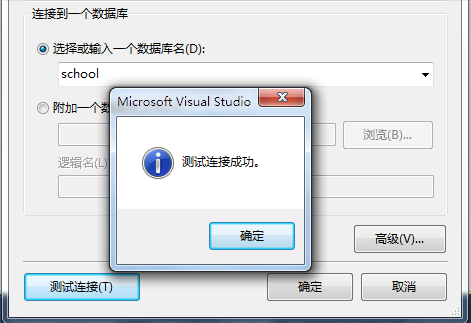 连接到一个数据库
选择或输入一个数据库名(D):
school
附加一个数
浏览(B)...
逻辑名(L)
Microsoft Visual Studio
测试连接成功。
确定
高级(V)...
测试连接(T)
确定
取消